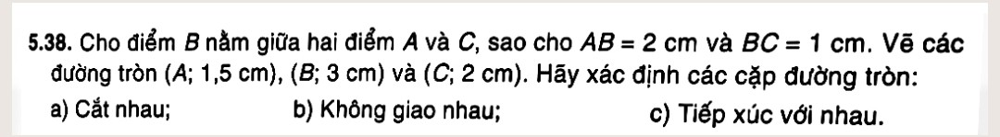 5.38. Cho điểm B nằm giữa hai điểm A và C, sao cho AB = 2 cm và BC = 1 cm. Vẽ các
đường tròn (A; 1,5 cm), (B; 3 cm) và (C; 2 cm). Hãy xác định các cặp đường tròn:
a) Cắt nhau; b) Không giao nhau; c) Tiếp xúc với nhau.